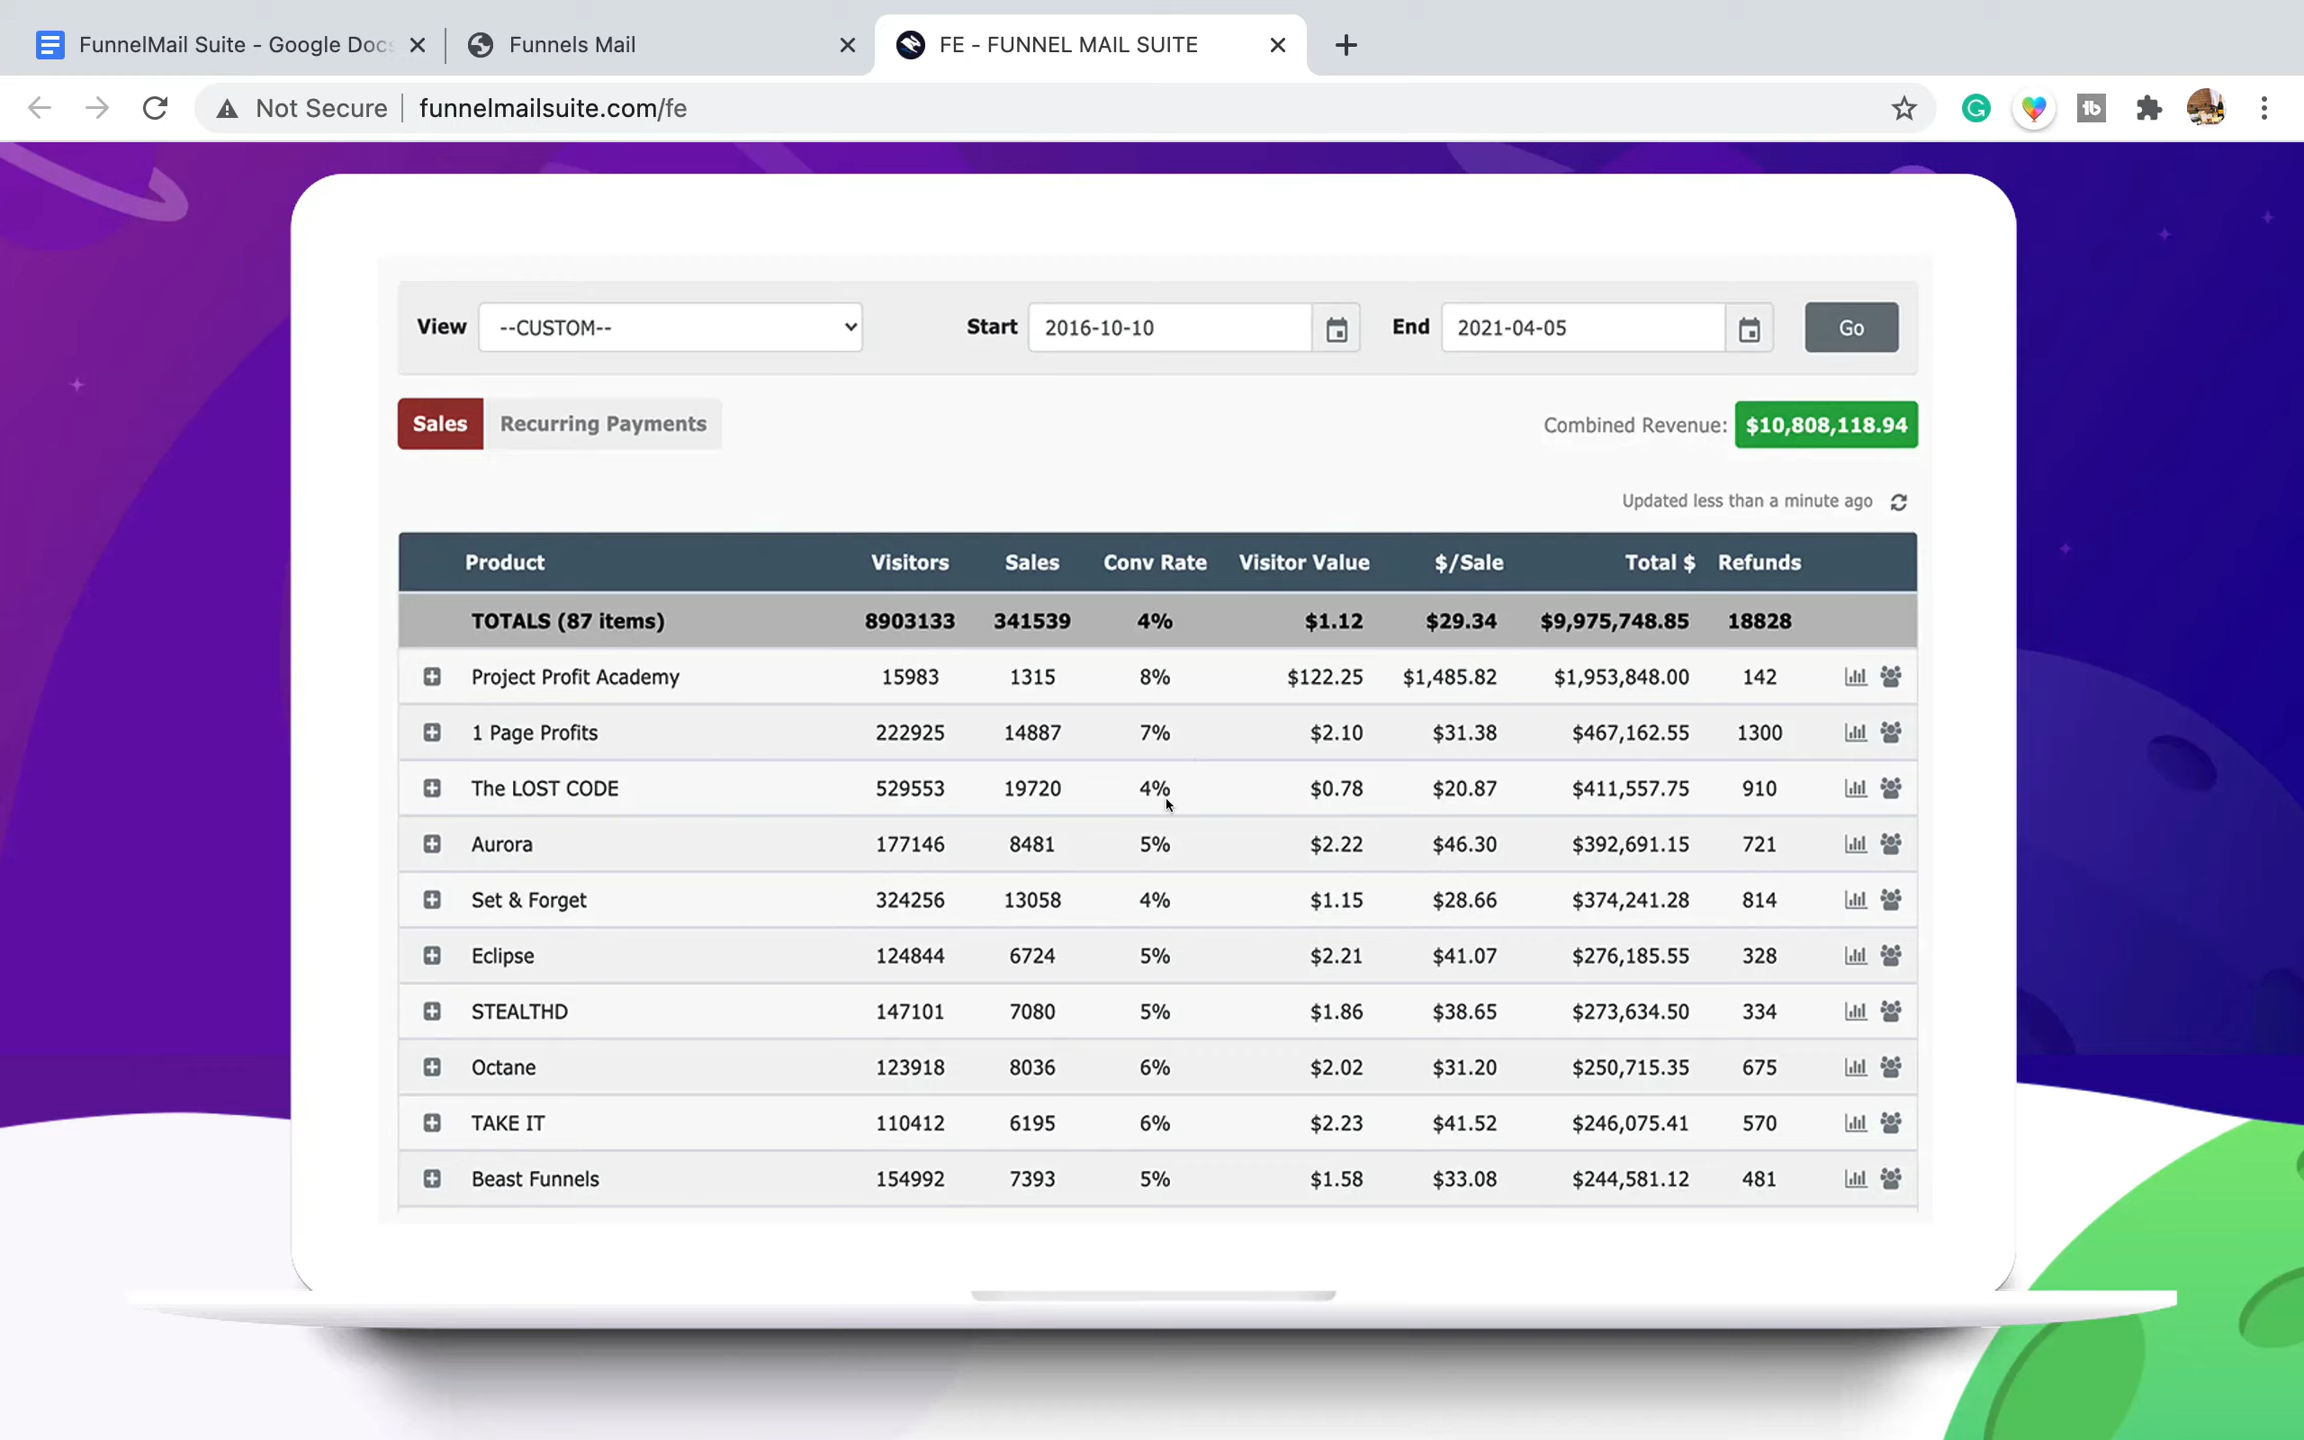 FunnelMail Suite - Google Docs
Funnels Mail
FE - FUNNEL MAIL SUITE
Not Secure
funnelmailsuite.com/fe
View --CUSTOM-- Start 2016-10-10 End 2021-04-05 Go
Sales Recurring Payments Combined Revenue: $10,808,118.94
Updated less than a minute ago
Product Visitors Sales Conv Rate Visitor Value $/Sale Total $ Refunds
TOTALS (87 items) 8903133 341539 4% $1.12 $29.34 $9,975,748.85 18828
Project Profit Academy 15983 1315 8% $122.25 $1,485.82 $1,953,848.00 142
1 Page Profits 222925 14887 7% $2.10 $31.38 $467,162.55 1300
The LOST CODE 529553 19720 4% $0.78 $20.87 $411,557.75 910
Aurora 177146 8481 5% $2.22 $46.30 $392,691.15 721
Set & Forget 324256 13058 4% $1.15 $28.66 $374,241.28 814
Eclipse 124844 6724 5% $2.21 $41.07 $276,185.55 328
STEALTHD 147101 7080 5% $1.86 $38.65 $273,634.50 334
Octane 123918 8036 6% $2.02 $31.20 $250,715.35 675
TAKE IT 110412 6195 6% $2.23 $41.52 $246,075.41 570
Beast Funnels 154992 7393 5% $1.58 $33.08 $244,581.12 481